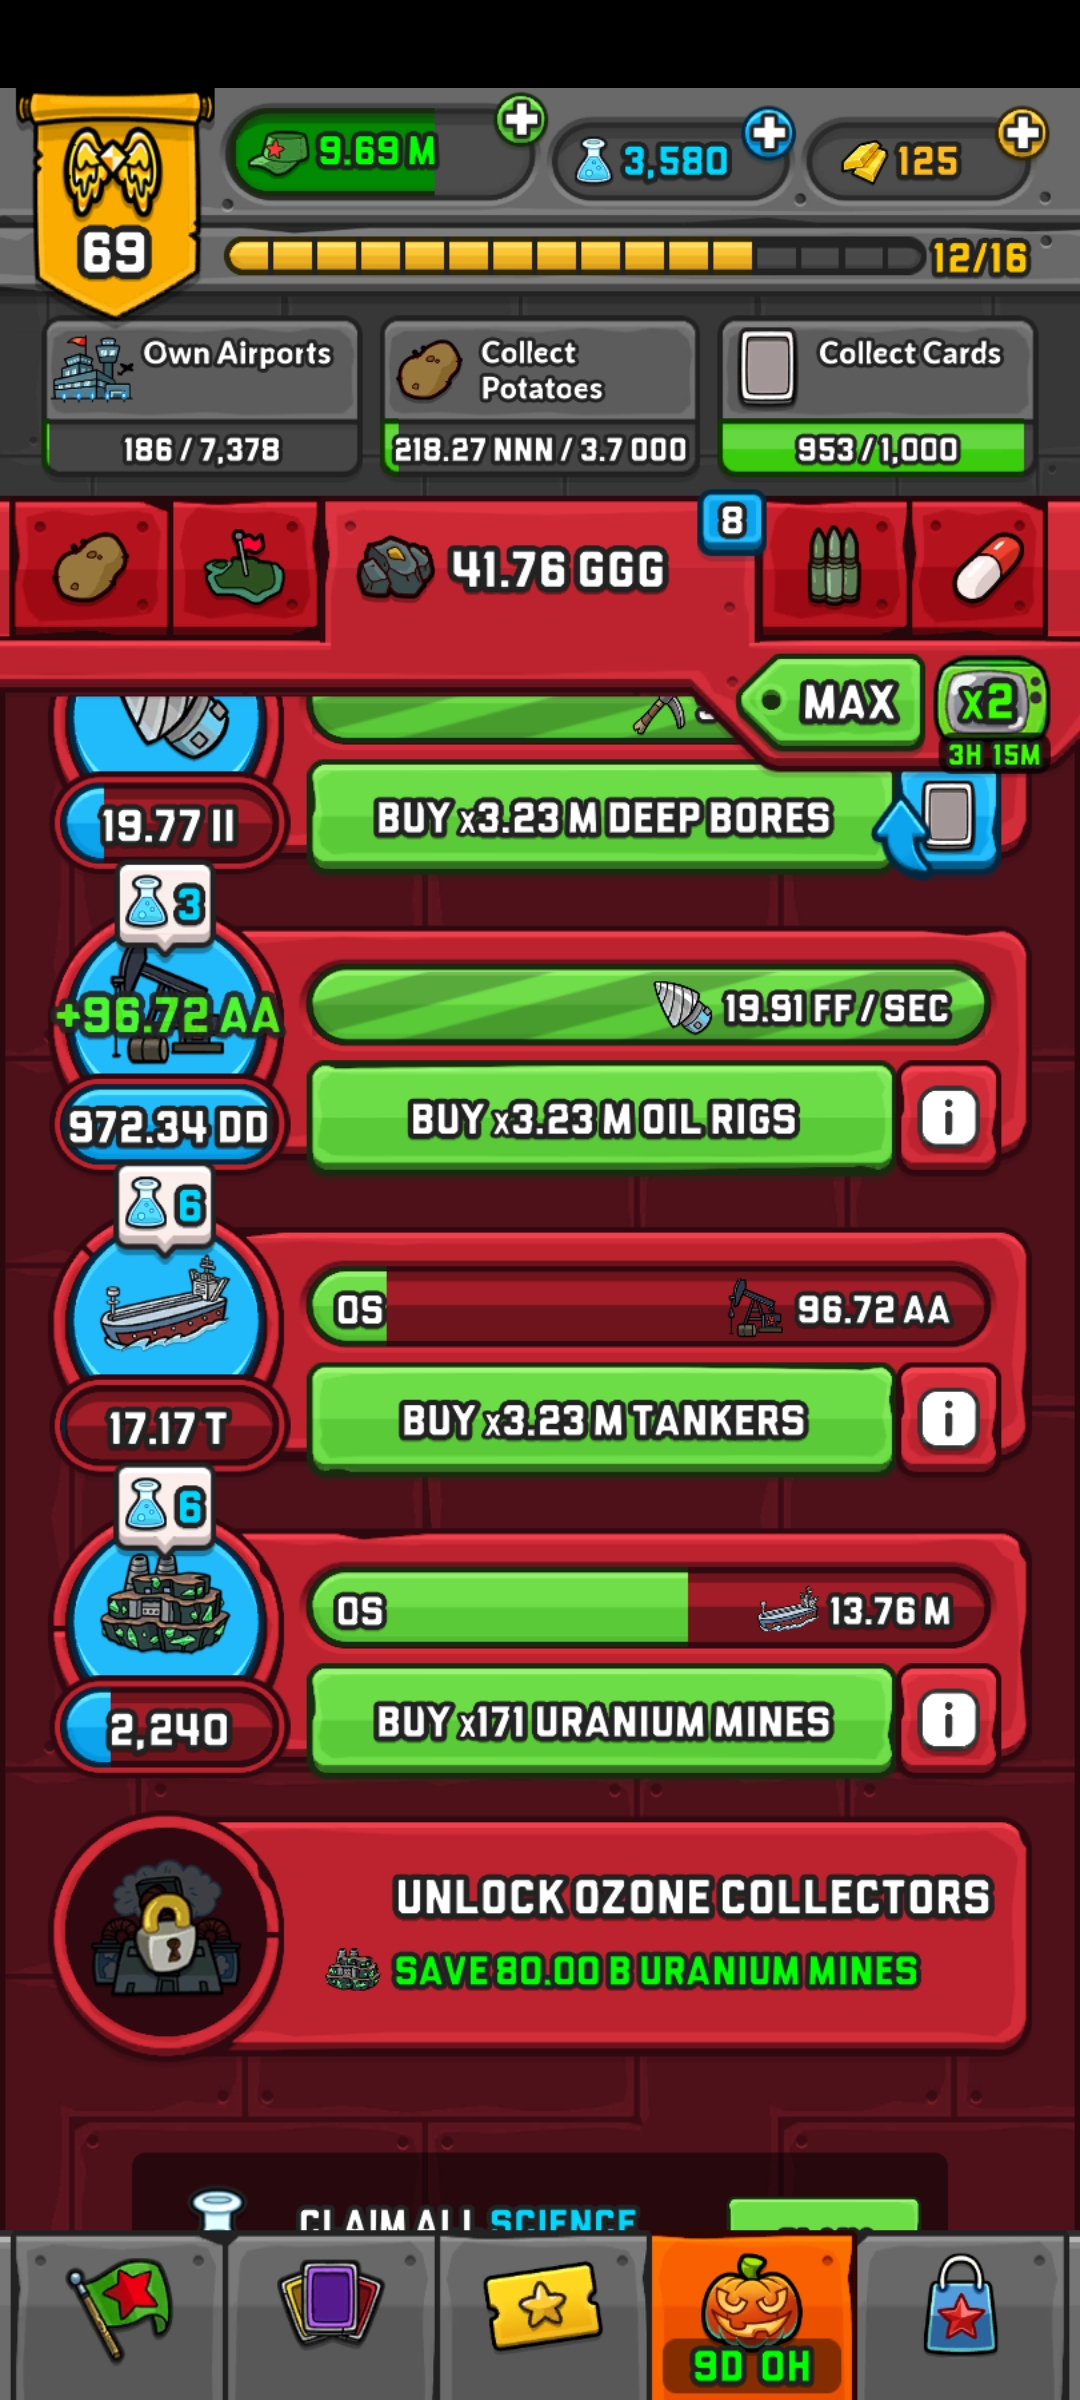 9.69 M
3,580
125
69
12/16
Own Airports
186 / 7,378
Collect
Potatoes
218.27 NNN / 3.7 OOO
Collect Cards
953 / 1,000
8
41.76 GGG
MAX
x2
3H 15M
19.77 II
BUY x3.23 M DEEP BORES
3
+96.72 AA
19.91 FF / SEC
972.34 DD
BUY x3.23 M OIL RIGS
i
6
0S
96.72 AA
17.17 T
BUY x3.23 M TANKERS
i
6
0S
13.76 M
2,240
BUY x171 URANIUM MINES
i
UNLOCK OZONE COLLECTORS
SAVE 80.00 B URANIUM MINES
CLAIM ALL SCIENCE
9D 0H